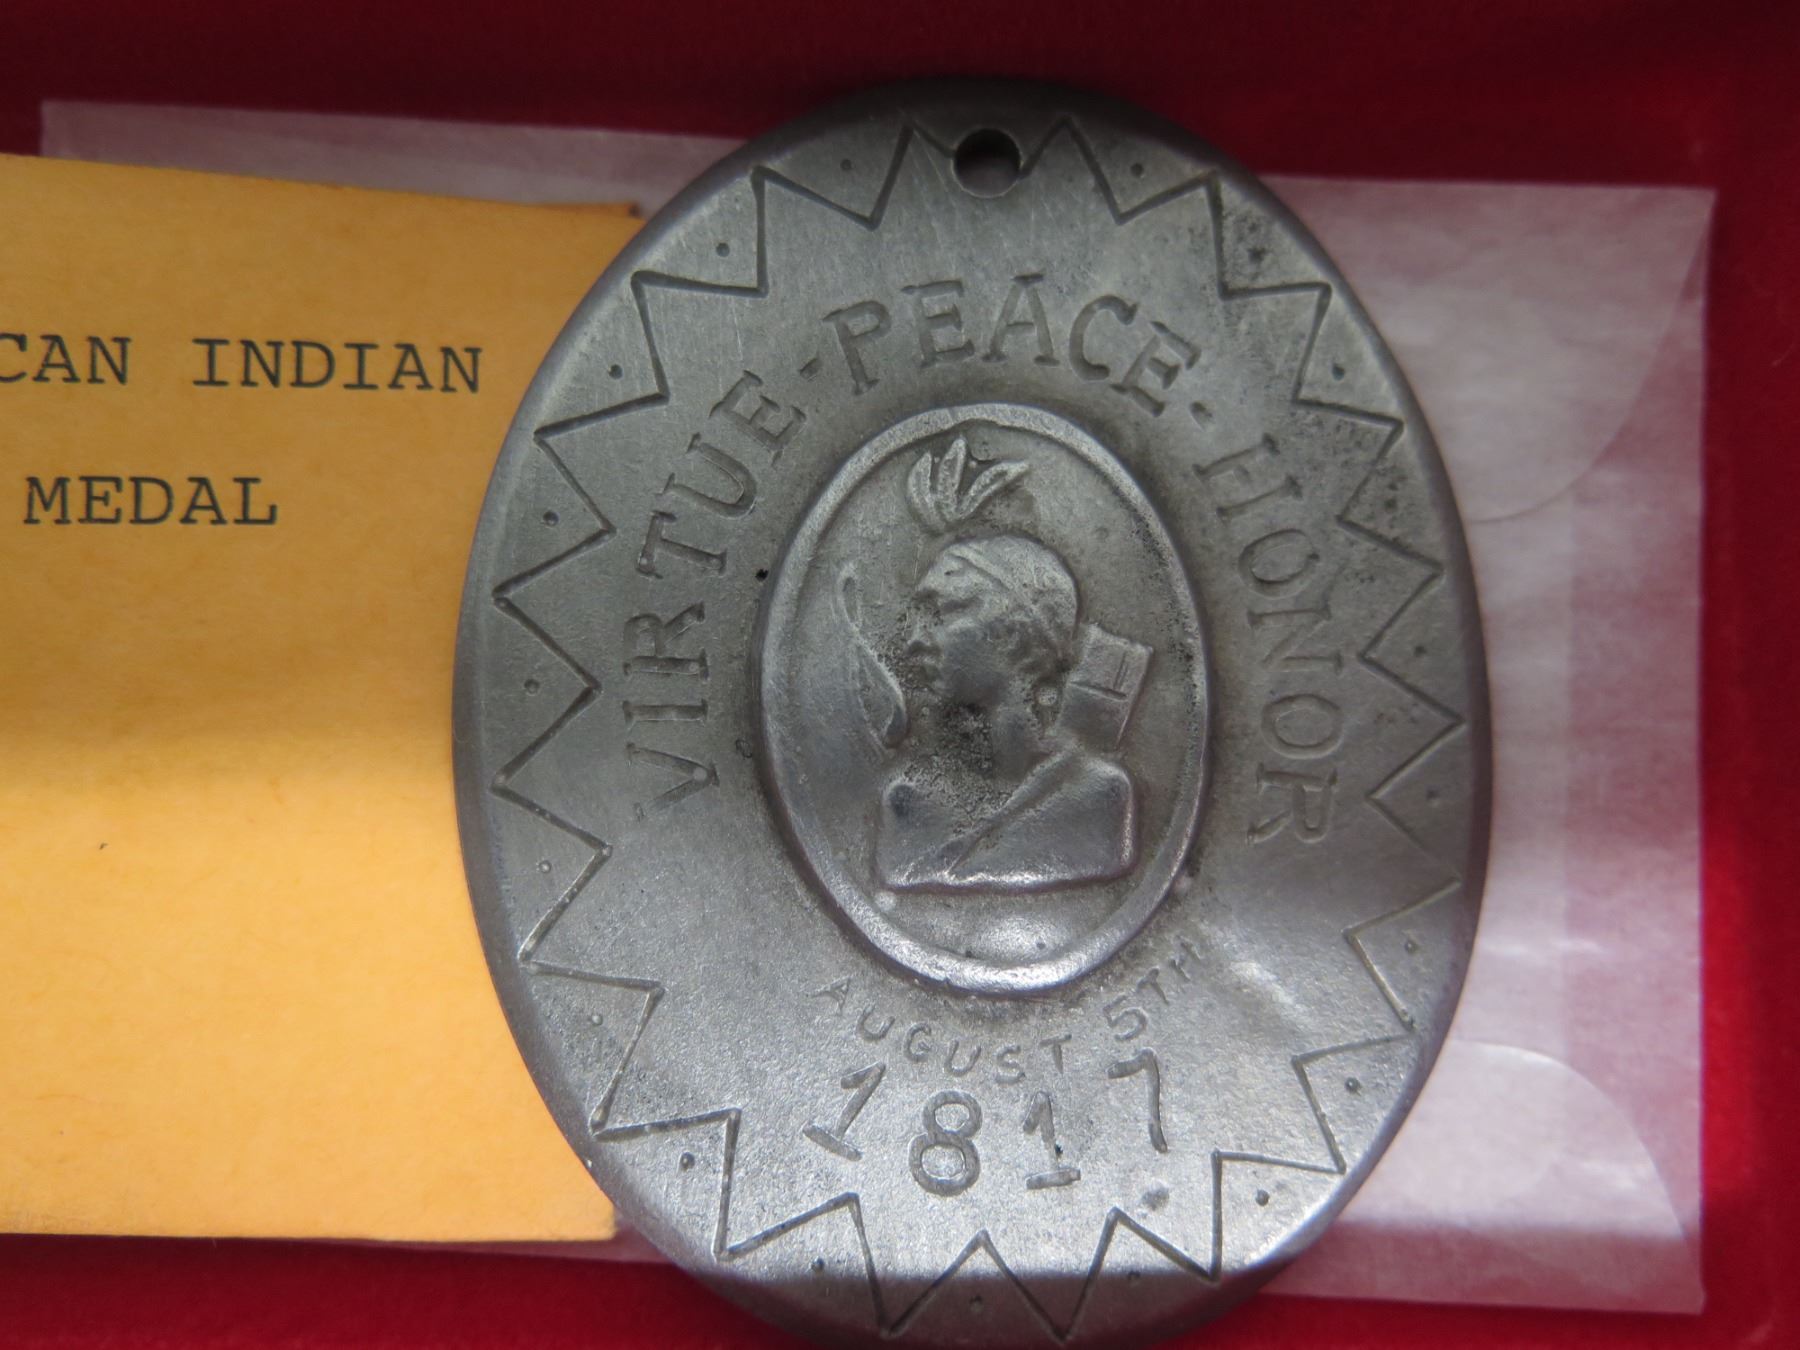 CAN INDIAN
MEDAL
VIRTUE-PEACE-HONOR
AUGUST 5TH
1817